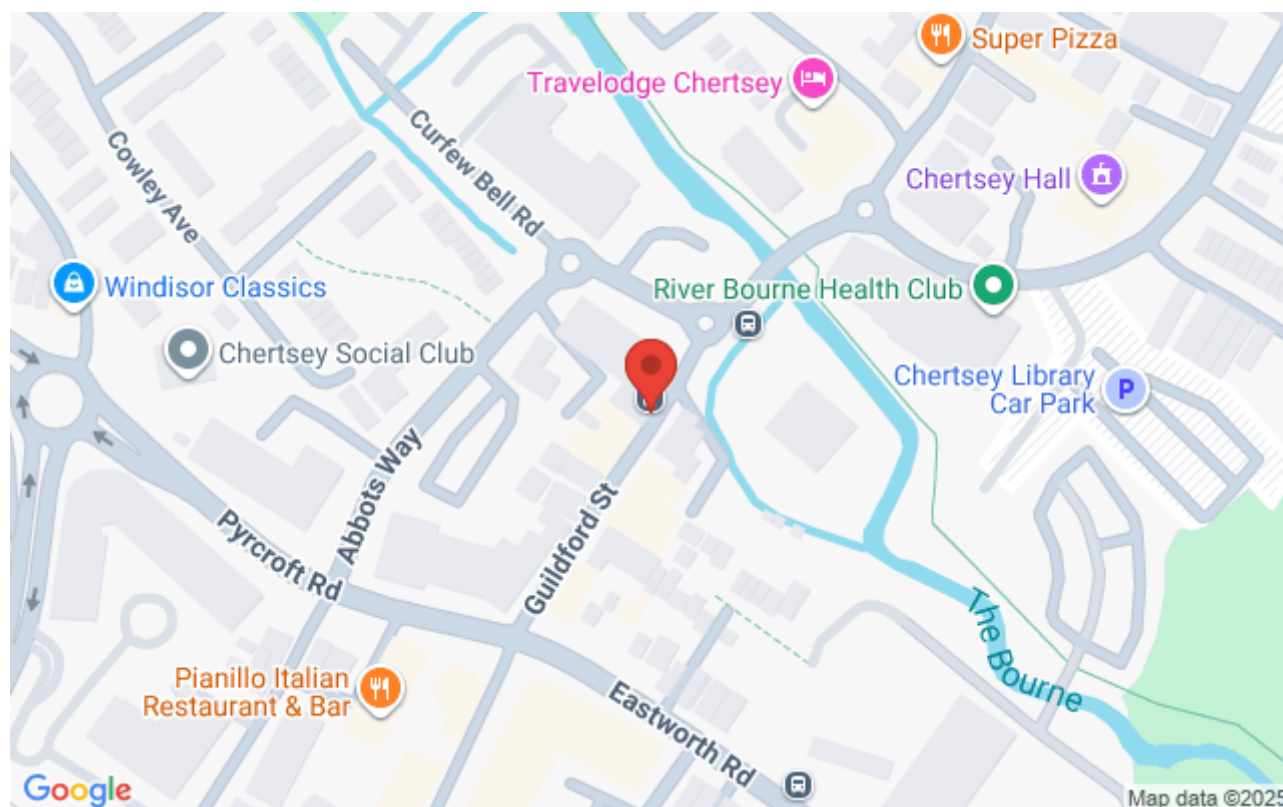 Super Pizza
Travelodge Chertsey
Curfew Bell Rd
Cowley Ave
Chertsey Hall
Windisor Classics
River Bourne Health Club
Chertsey Social Club
Chertsey Library
Car Park
P
Abbots Way
Guildford St
Pyrcroft Rd
The Bourne
Pianillo Italian
Restaurant & Bar
Eastworth Rd
Google
Map data ©2025